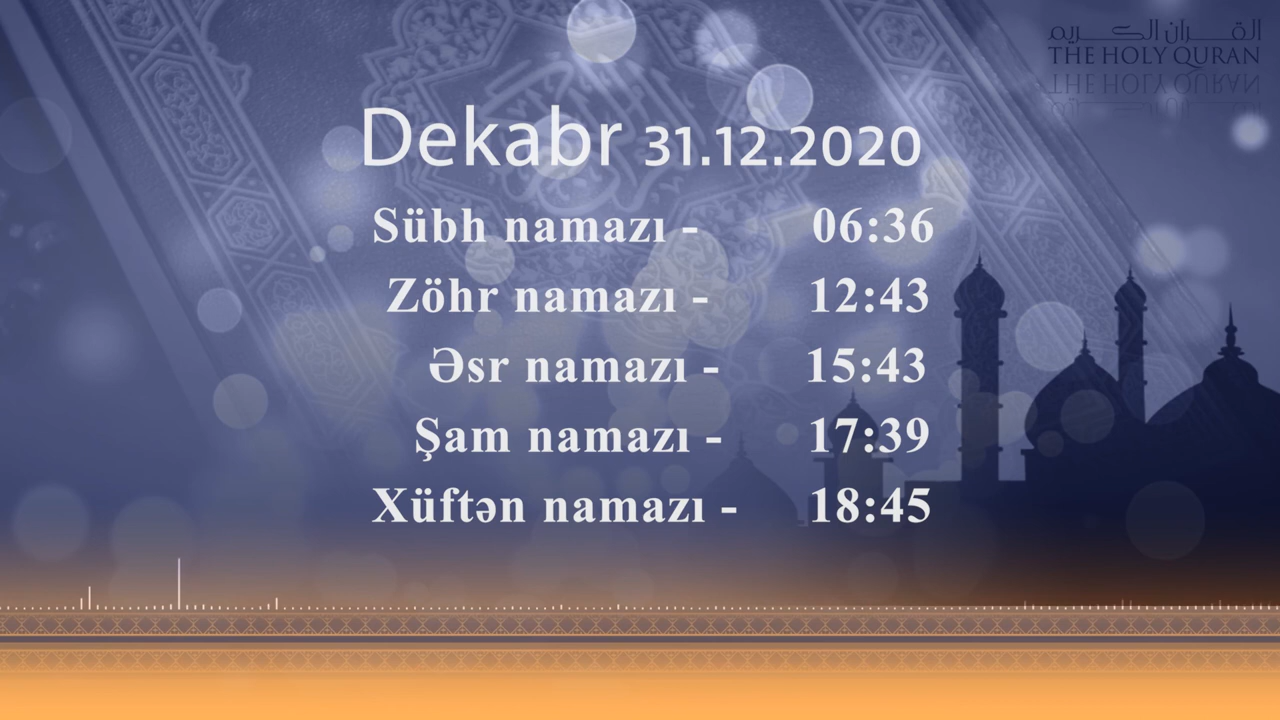 القرآن الكريم
THE HOLY QURAN
Dekabr 31.12.2020
Sübh namazı - 06:36
Zöhr namazı - 12:43
Əsr namazı - 15:43
Şam namazı - 17:39
Xüftən namazı - 18:45